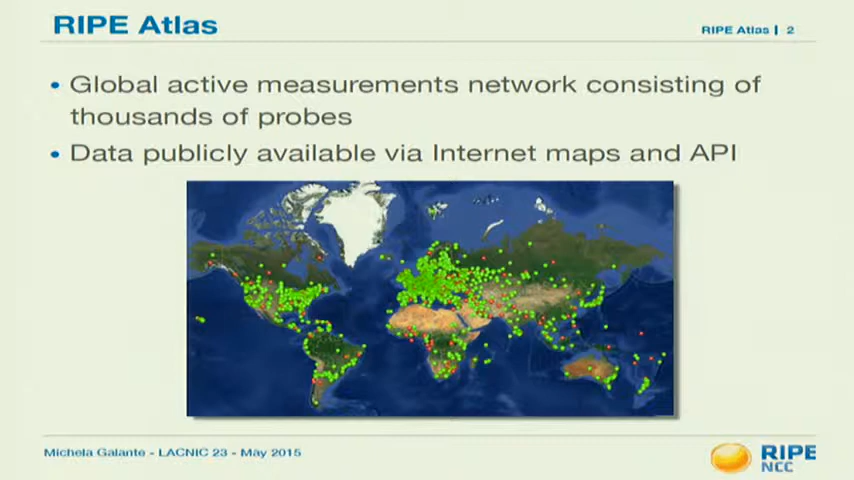 RIPE Atlas
RIPE Atlas | 2
• Global active measurements network consisting of
thousands of probes
• Data publicly available via Internet maps and API
Michela Galante - LACNIC 23 - May 2015
RIPE
NCC